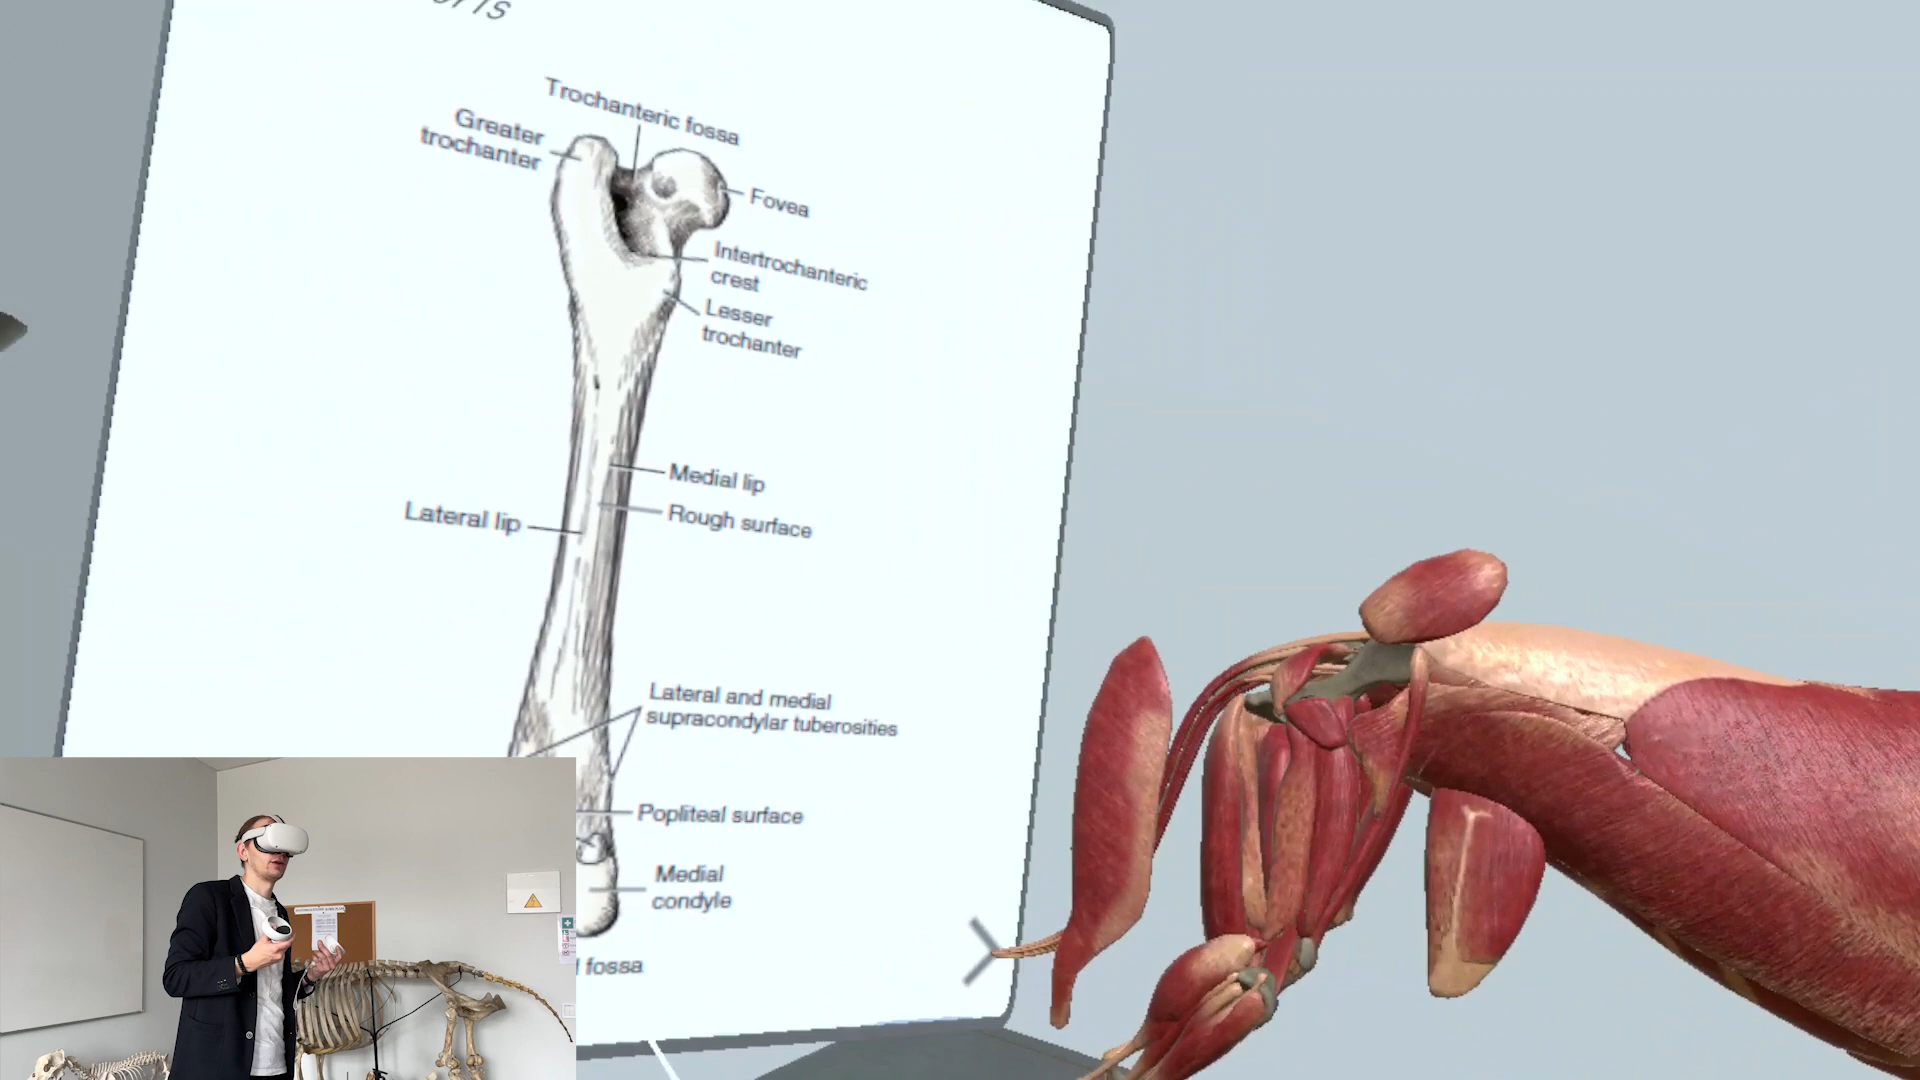 Trochanteric fossa
Greater
trochanter
Fovea
Intertrochanteric
crest
Lesser
trochanter
Medial lip
Rough surface
Lateral lip
Lateral and medial
supracondylar tuberosities
Popliteal surface
Medial
condyle
fossa